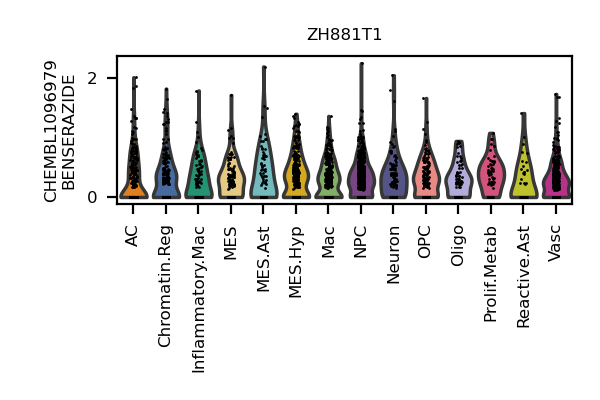 ZH881T1
CHEMBL1096979
BENSERAZIDE
2
0
AC
Chromatin.Reg
Inflammatory.Mac
MES
MES.Ast
MES.Hyp
Mac
NPC
Neuron
OPC
Oligo
Prolif.Metab
Reactive.Ast
Vasc